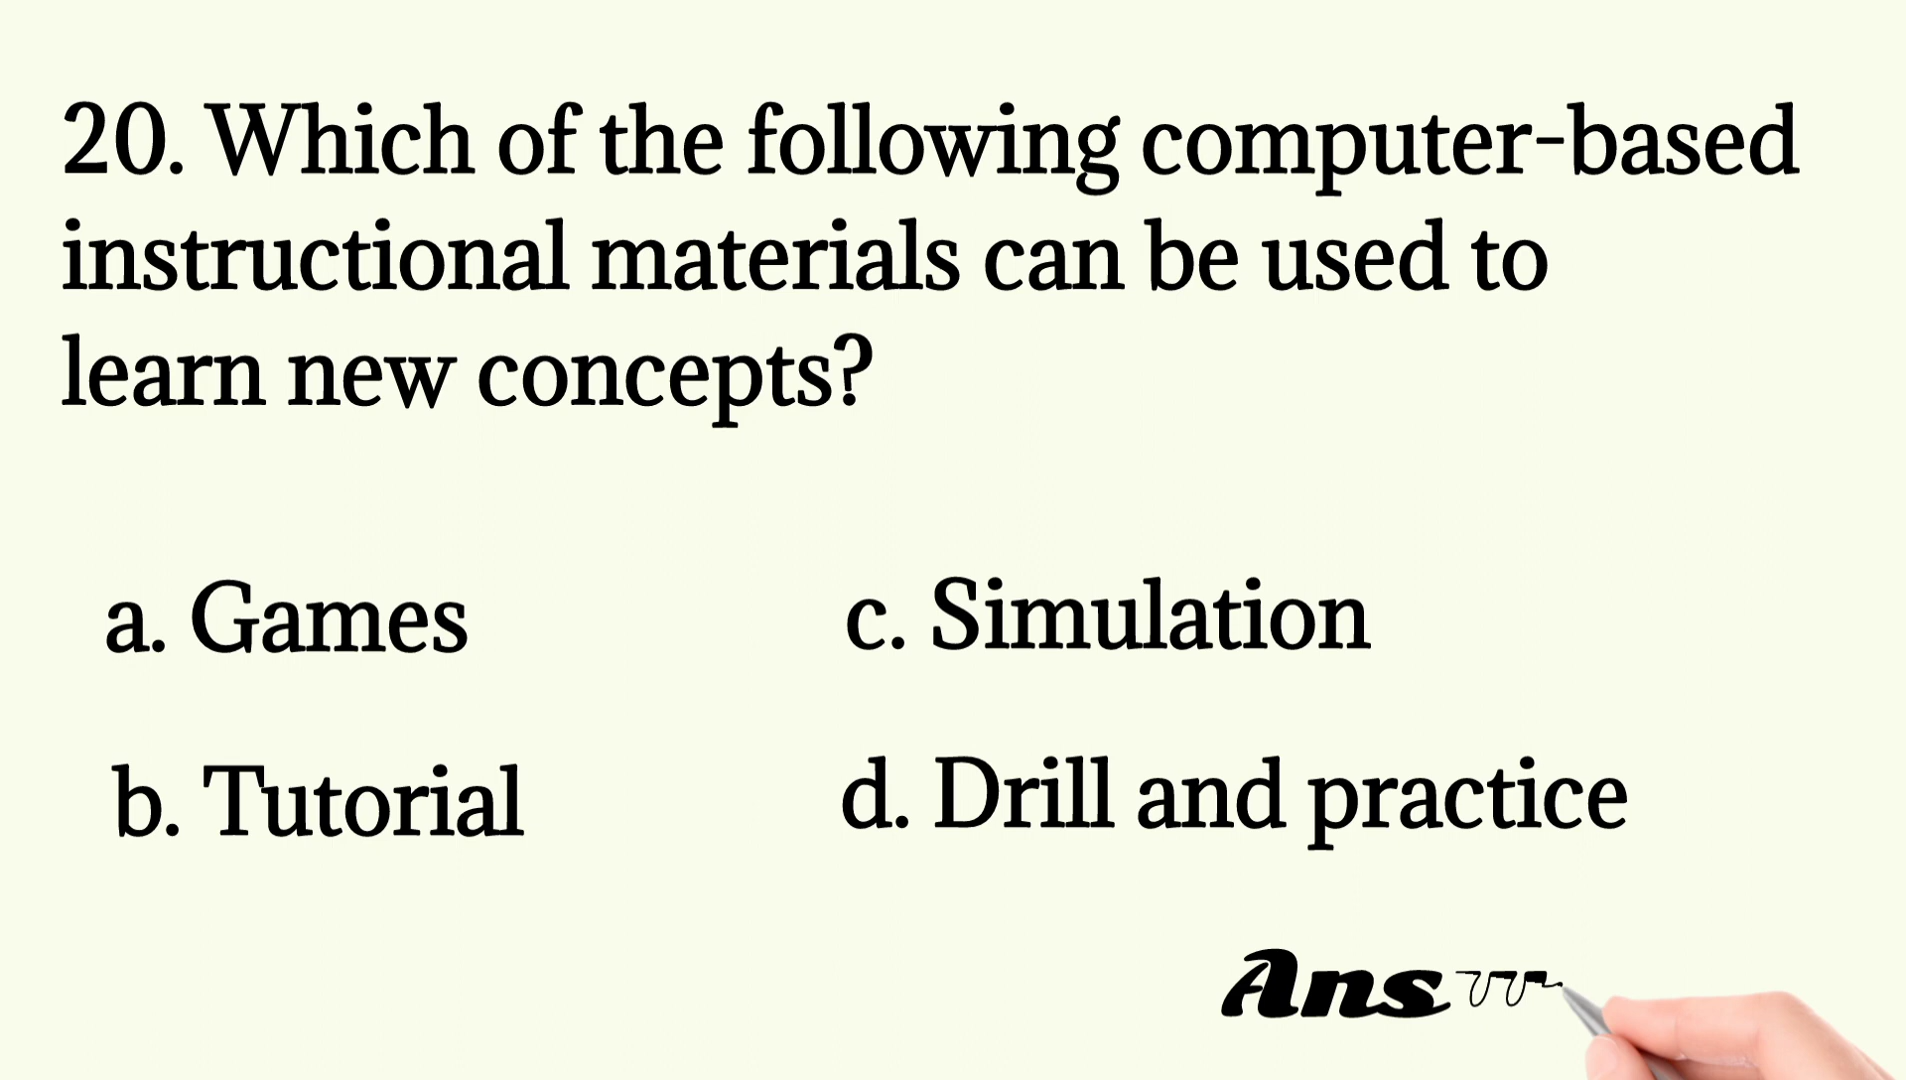 20. Which of the following computer-based
instructional materials can be used to
learn new concepts?
a. Games
b. Tutorial
c. Simulation
d. Drill and practice
Ans